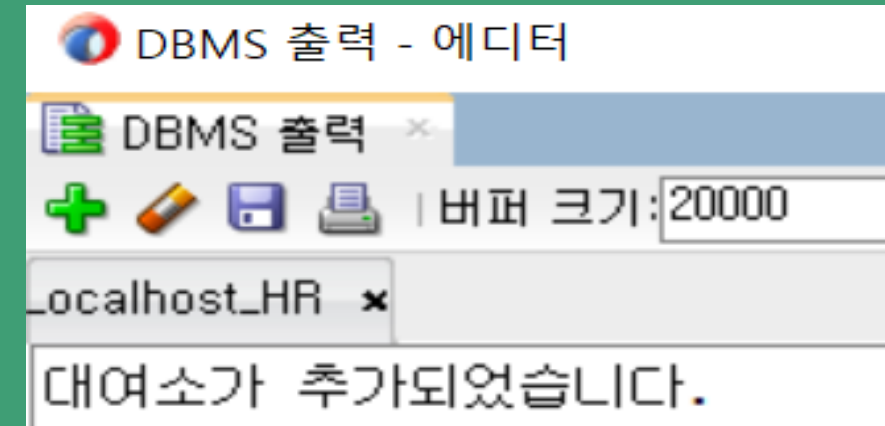 DBMS 출력 - 에디터
DBMS 출력
버퍼 크기:20000
Localhost_HR
대여소가 추가되었습니다.